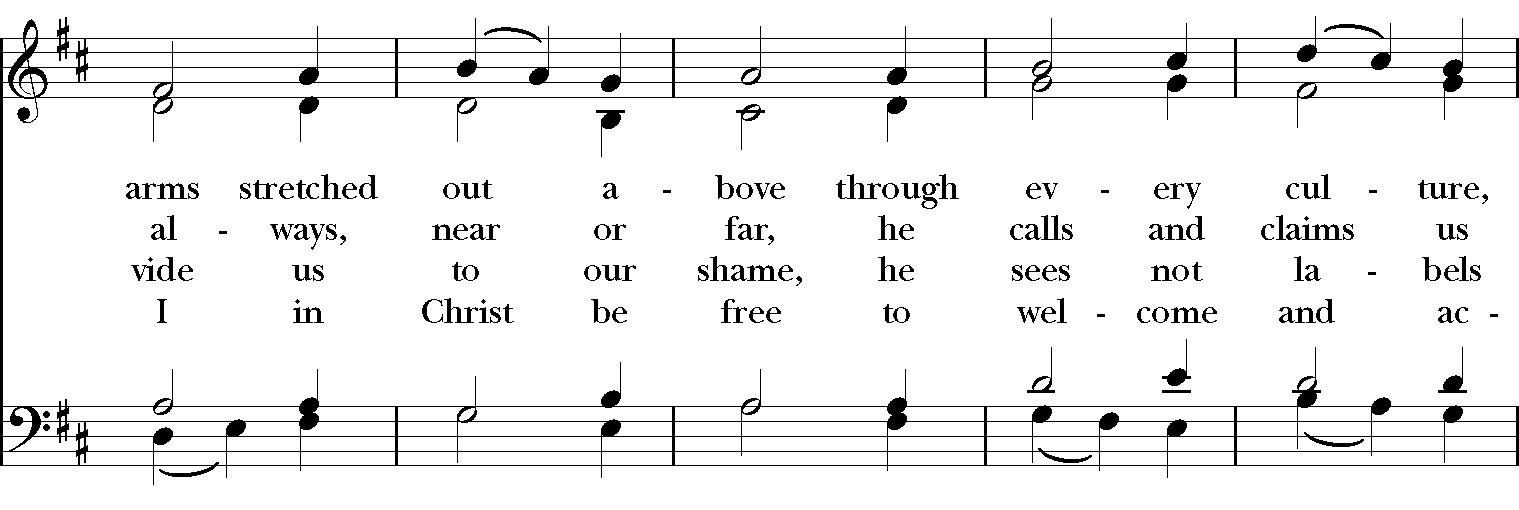 arms stretched out a - bove through ev - ery cul - ture,
al - ways, near or far, he calls and claims us
vide us to our shame, he sees not la - bels
I in Christ be free to wel - come and ac -